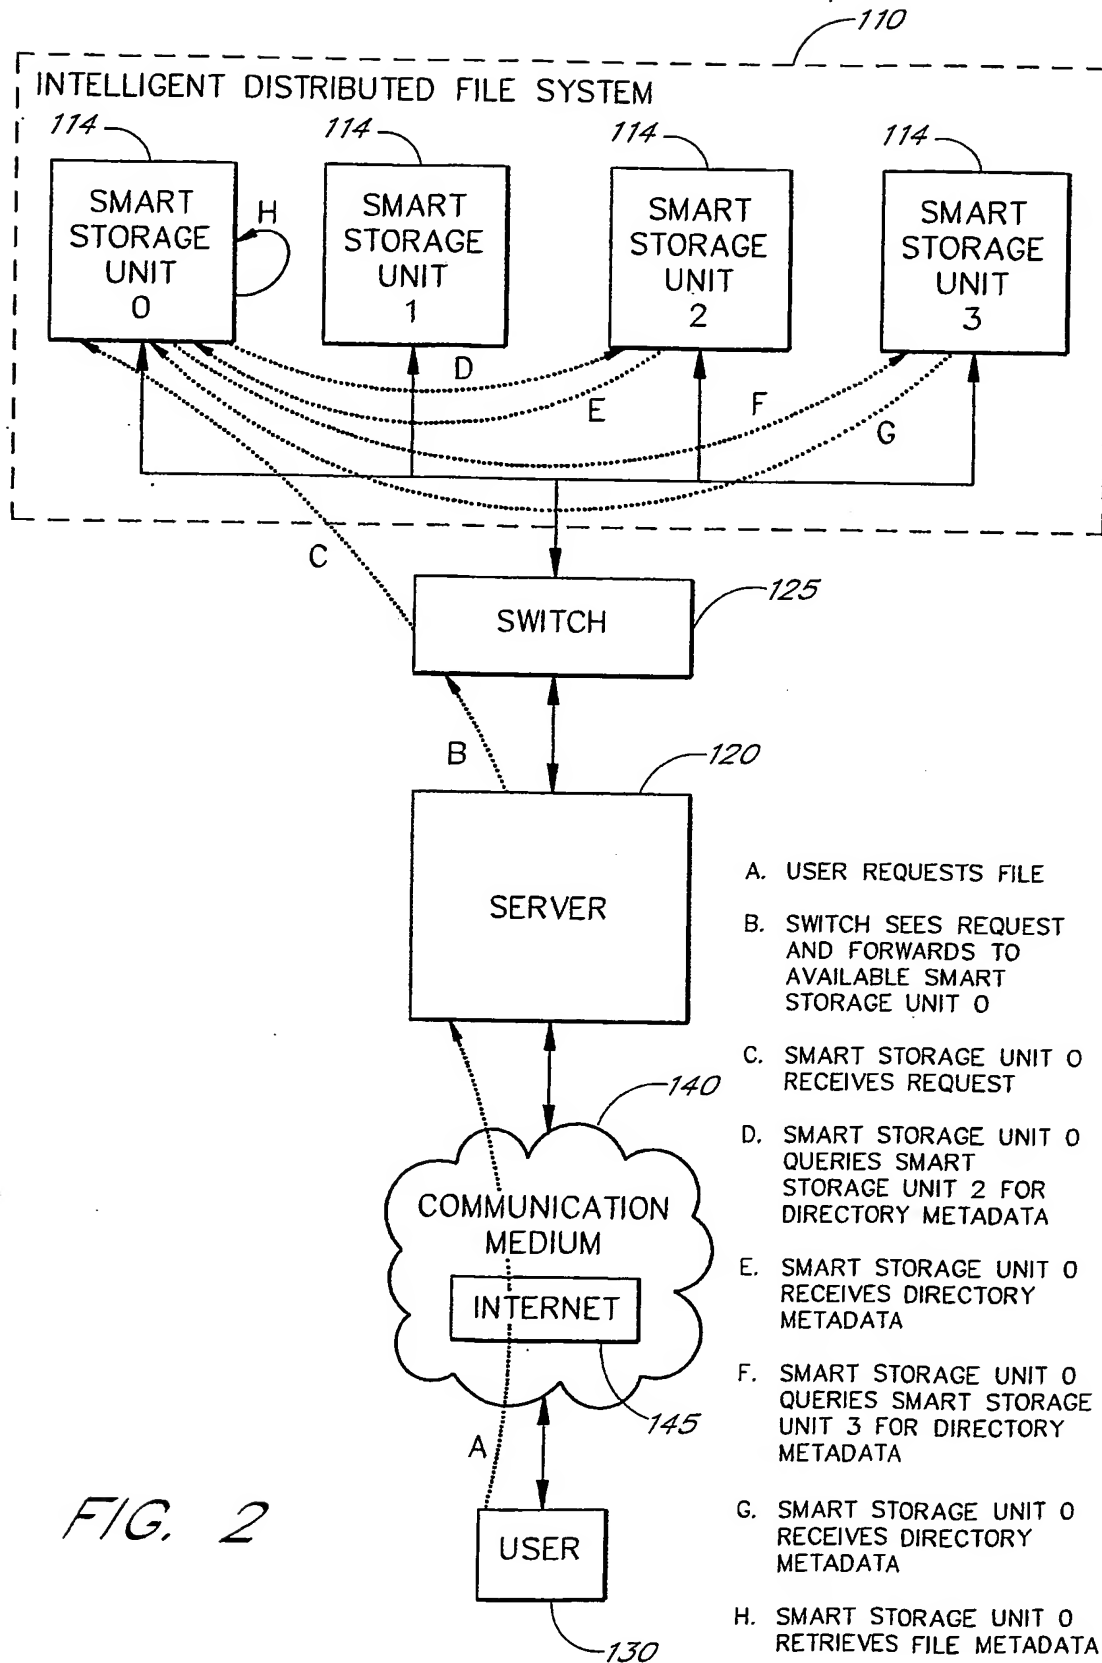 110
INTELLIGENT DISTRIBUTED FILE SYSTEM
114
114
114
114
SMART
STORAGE
UNIT
0
H
SMART
STORAGE
UNIT
1
SMART
STORAGE
UNIT
2
SMART
STORAGE
UNIT
3
D
E
F
G
C
SWITCH
125
B
120
SERVER
140
COMMUNICATION
MEDIUM
INTERNET
145
A
USER
130
A. USER REQUESTS FILE
B. SWITCH SEES REQUEST
AND FORWARDS TO
AVAILABLE SMART
STORAGE UNIT 0
C. SMART STORAGE UNIT 0
RECEIVES REQUEST
D. SMART STORAGE UNIT 0
QUERIES SMART
STORAGE UNIT 2 FOR
DIRECTORY METADATA
E. SMART STORAGE UNIT 0
RECEIVES DIRECTORY
METADATA
F. SMART STORAGE UNIT 0
QUERIES SMART STORAGE
UNIT 3 FOR DIRECTORY
METADATA
G. SMART STORAGE UNIT 0
RECEIVES DIRECTORY
METADATA
H. SMART STORAGE UNIT 0
RETRIEVES FILE METADATA
FIG. 2